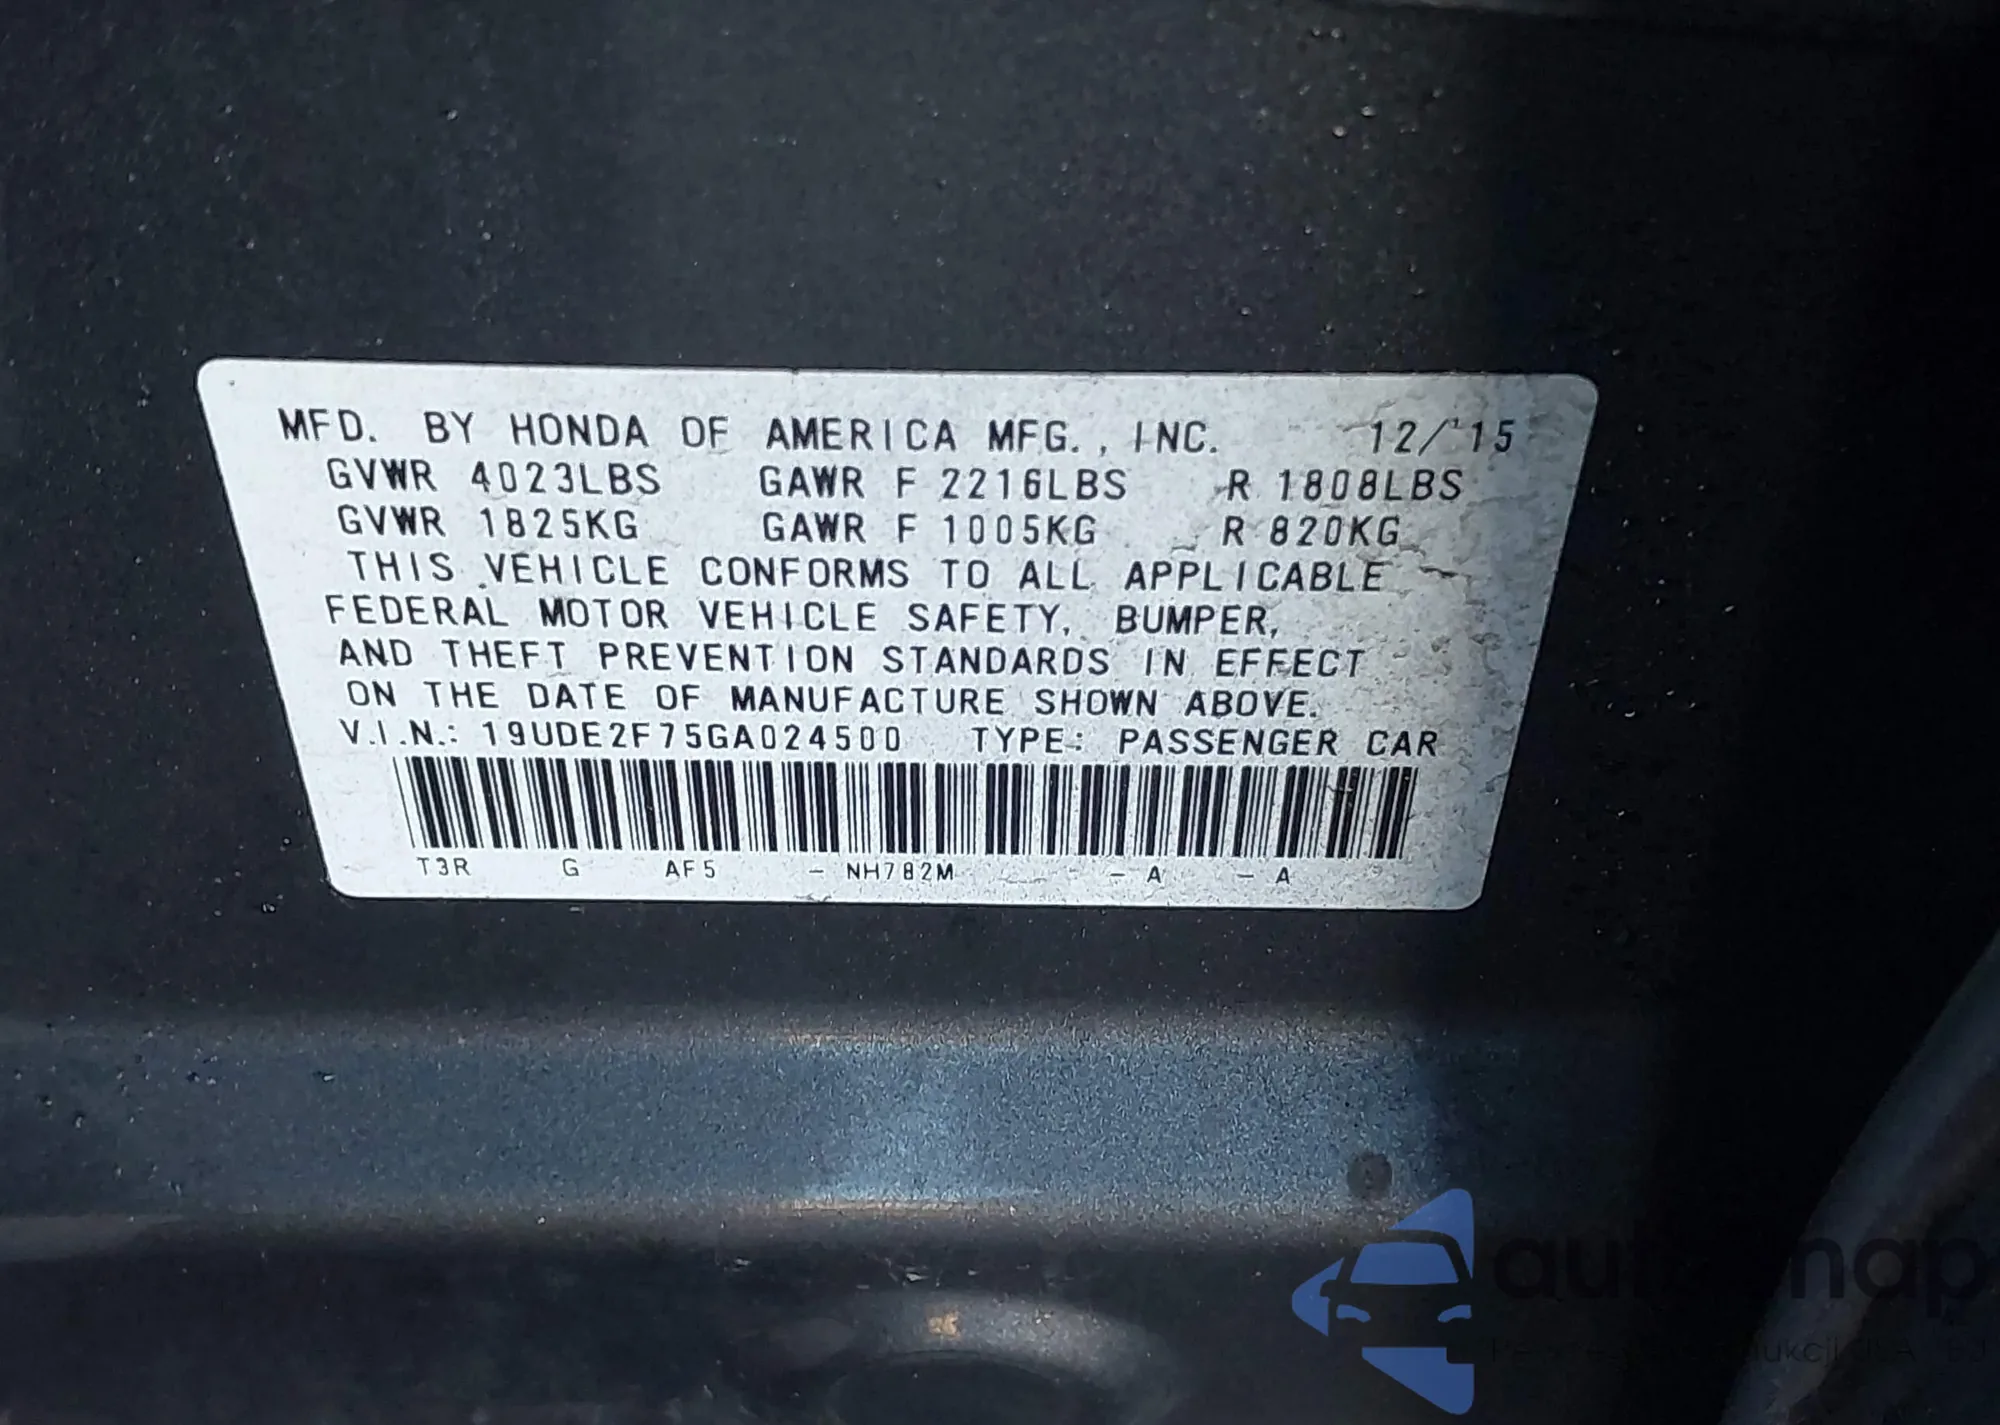 MFD. BY HONDA OF AMERICA MFG., INC. 12/'15
GVWR 4023LBS GAWR F 2216LBS R 1808LBS
GVWR 1825KG GAWR F 1005KG R 820KG
THIS VEHICLE CONFORMS TO ALL APPLICABLE
FEDERAL MOTOR VEHICLE SAFETY, BUMPER,
AND THEFT PREVENTION STANDARDS IN EFFECT
ON THE DATE OF MANUFACTURE SHOWN ABOVE.
V.I.N.: 19UDE2F75GA024500 TYPE: PASSENGER CAR
T3R G AF5 - NH782M - A - A